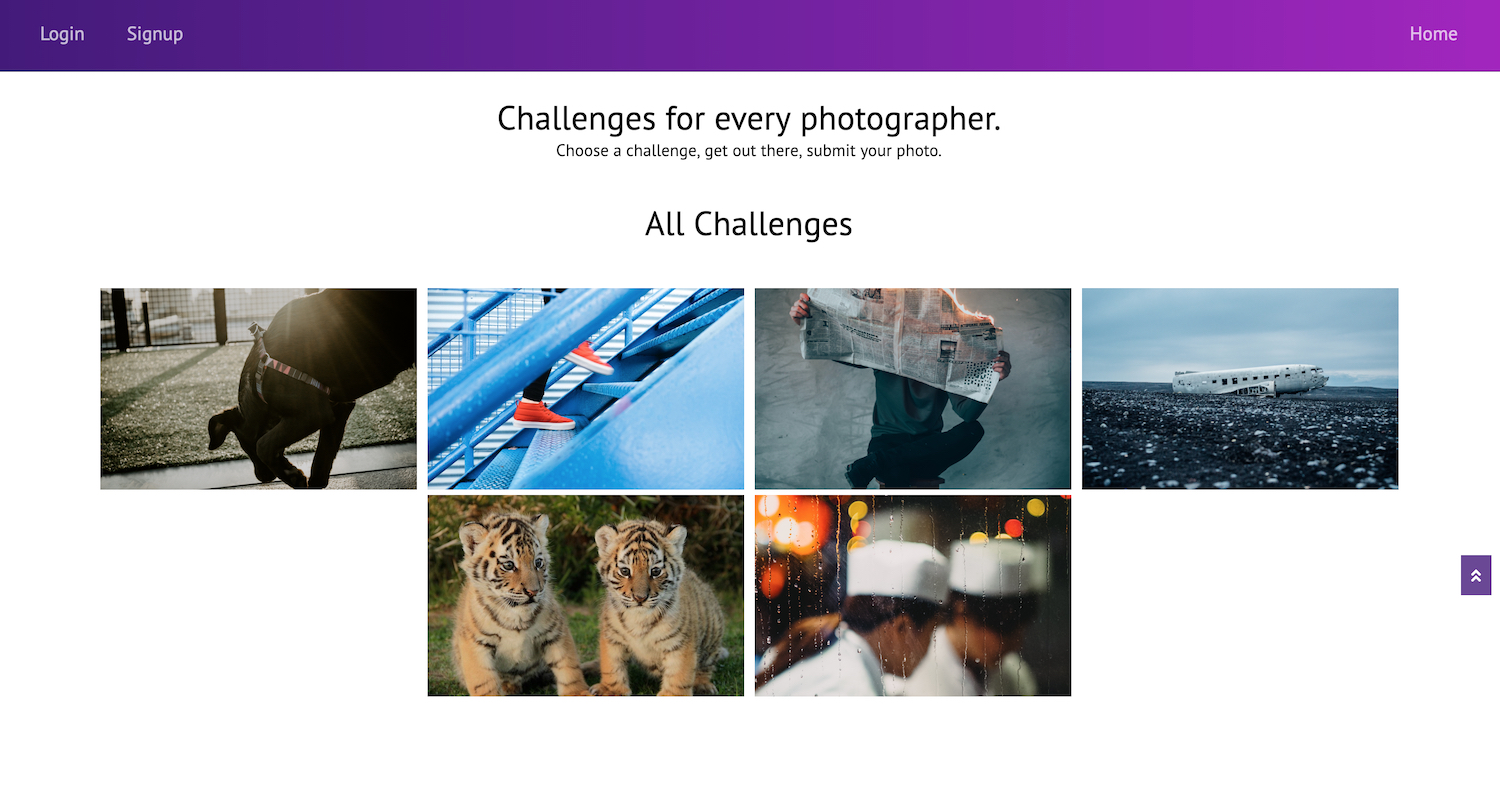 Login Signup Home
Challenges for every photographer.
Choose a challenge, get out there, submit your photo.
All Challenges